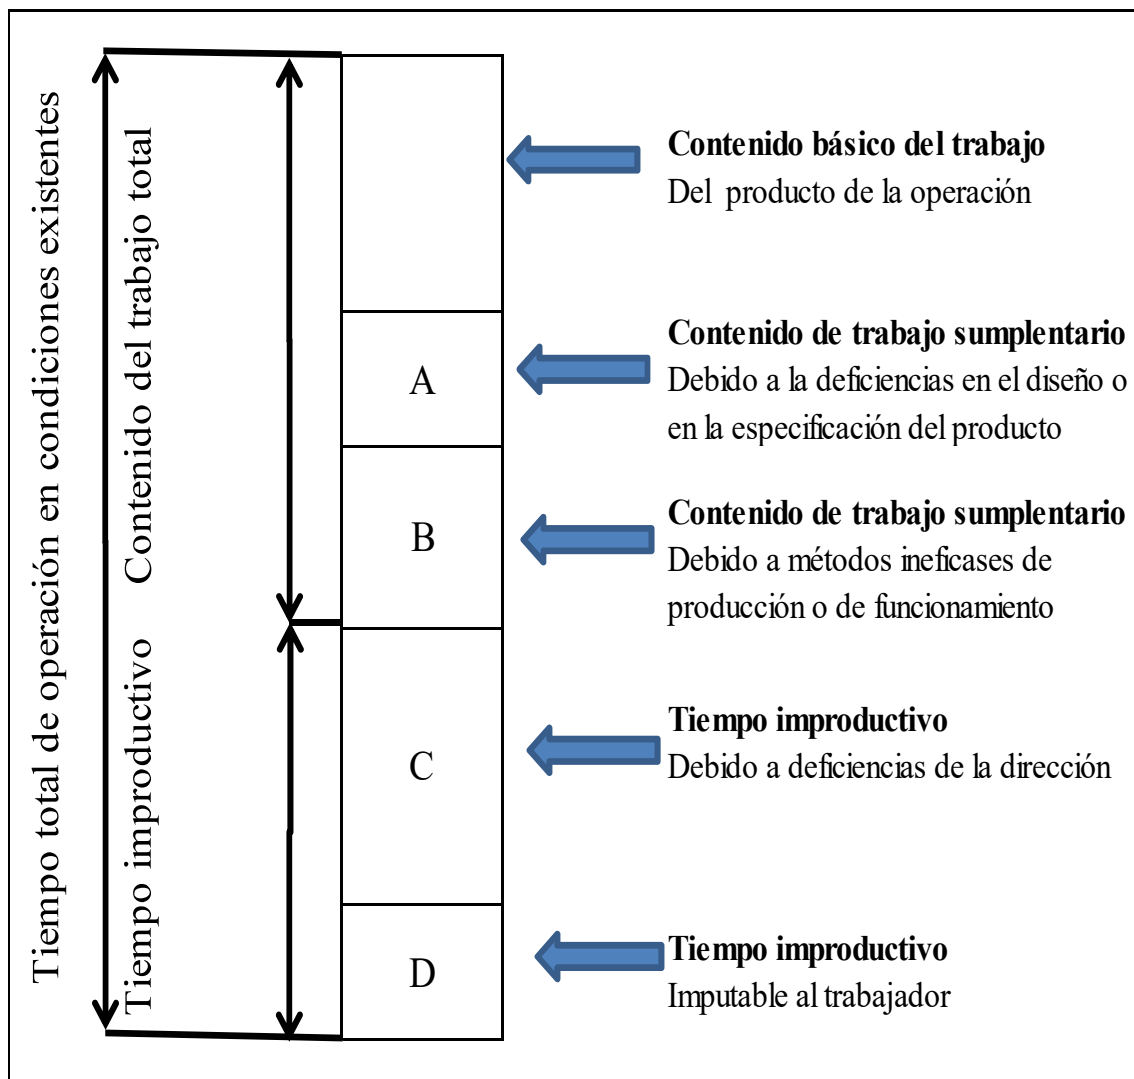 Tiempo total de operación en condiciones existentes
Contenido del trabajo total
Tiempo improductivo
Contenido básico del trabajo
Del producto de la operación
A
Contenido de trabajo sumplentario
Debido a la deficiencias en el diseño o
en la especificación del producto
B
Contenido de trabajo sumplentario
Debido a métodos ineficases de
producción o de funcionamiento
C
Tiempo improductivo
Debido a deficiencias de la dirección
D
Tiempo improductivo
Imputable al trabajador